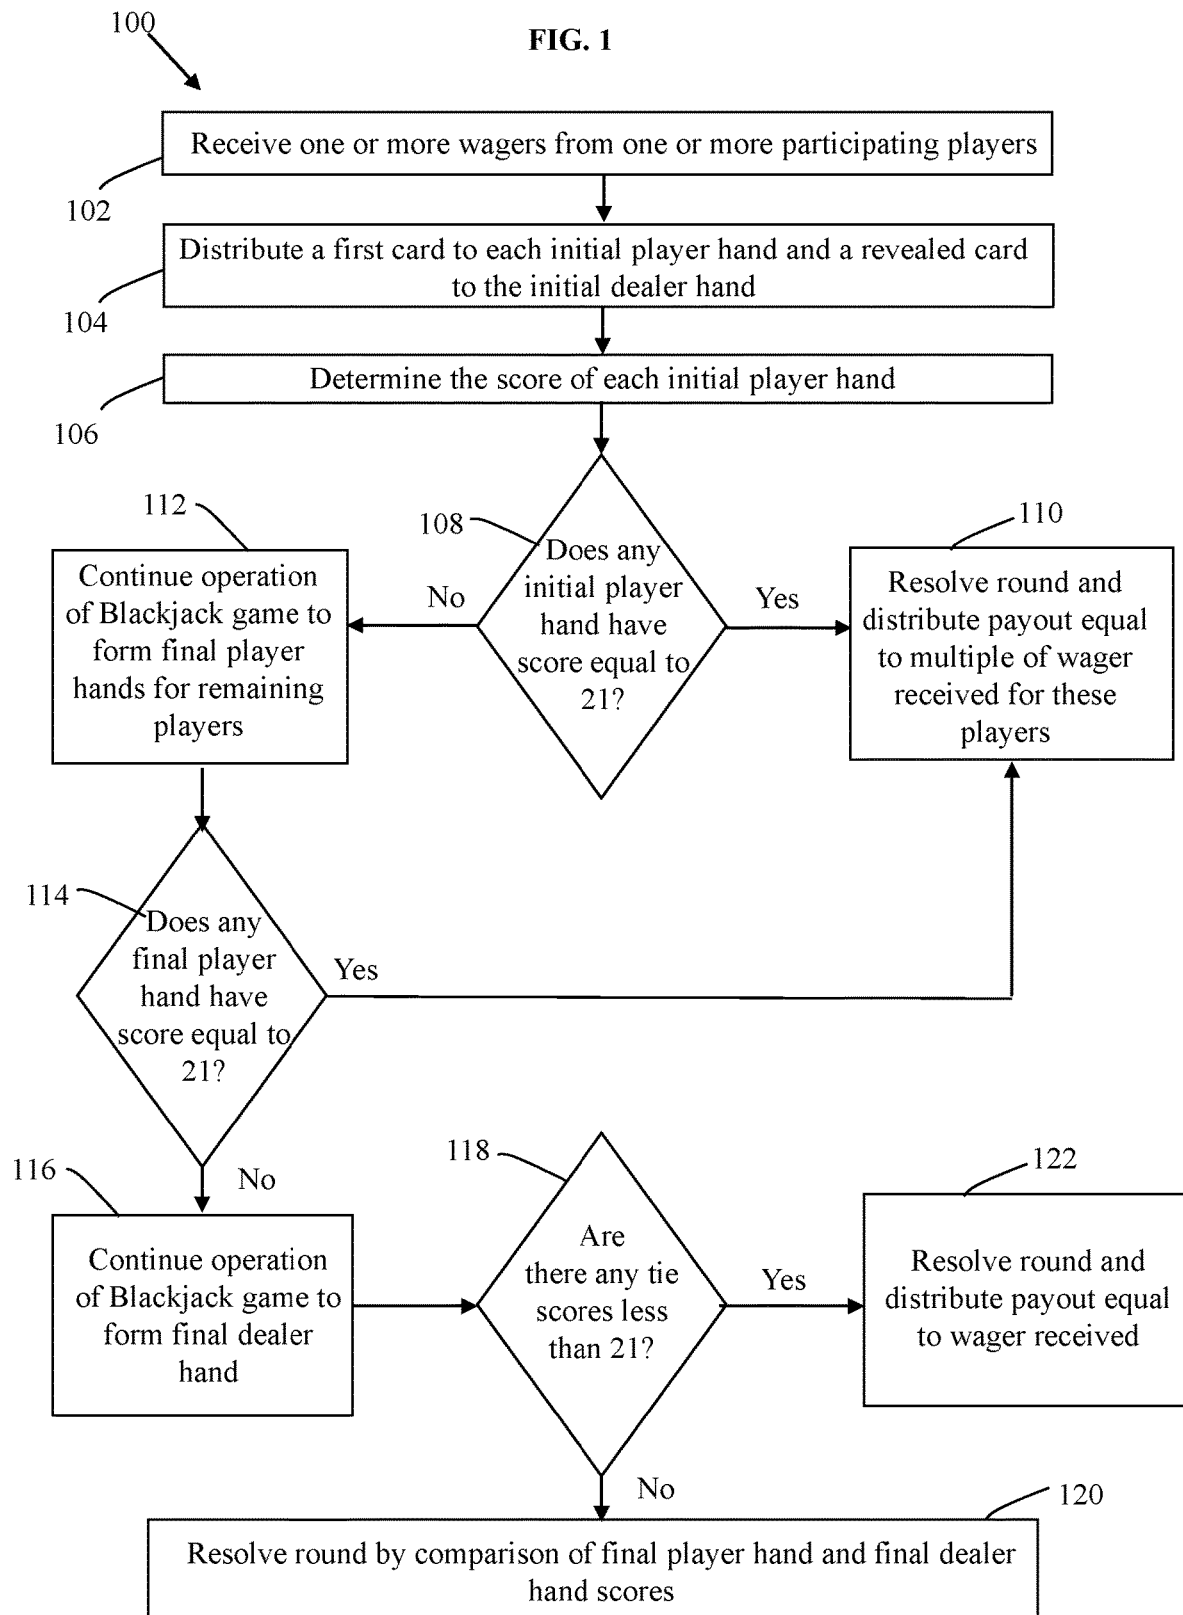 100
FIG. 1
Receive one or more wagers from one or more participating players
102
Distribute a first card to each initial player hand and a revealed card
to the initial dealer hand
104
Determine the score of each initial player hand
106
112
Continue operation
of Blackjack game to
form final player
hands for remaining
players
No
108
Does any
initial player
hand have
score equal to
21?
Yes
110
Resolve round and
distribute payout equal
to multiple of wager
received for these
players
114
Does any
final player
hand have
score equal to
21?
Yes
No
116
Continue operation
of Blackjack game to
form final dealer
hand
118
Are
there any tie
scores less
than 21?
Yes
122
Resolve round and
distribute payout equal
to wager received
No
120
Resolve round by comparison of final player hand and final dealer
hand scores